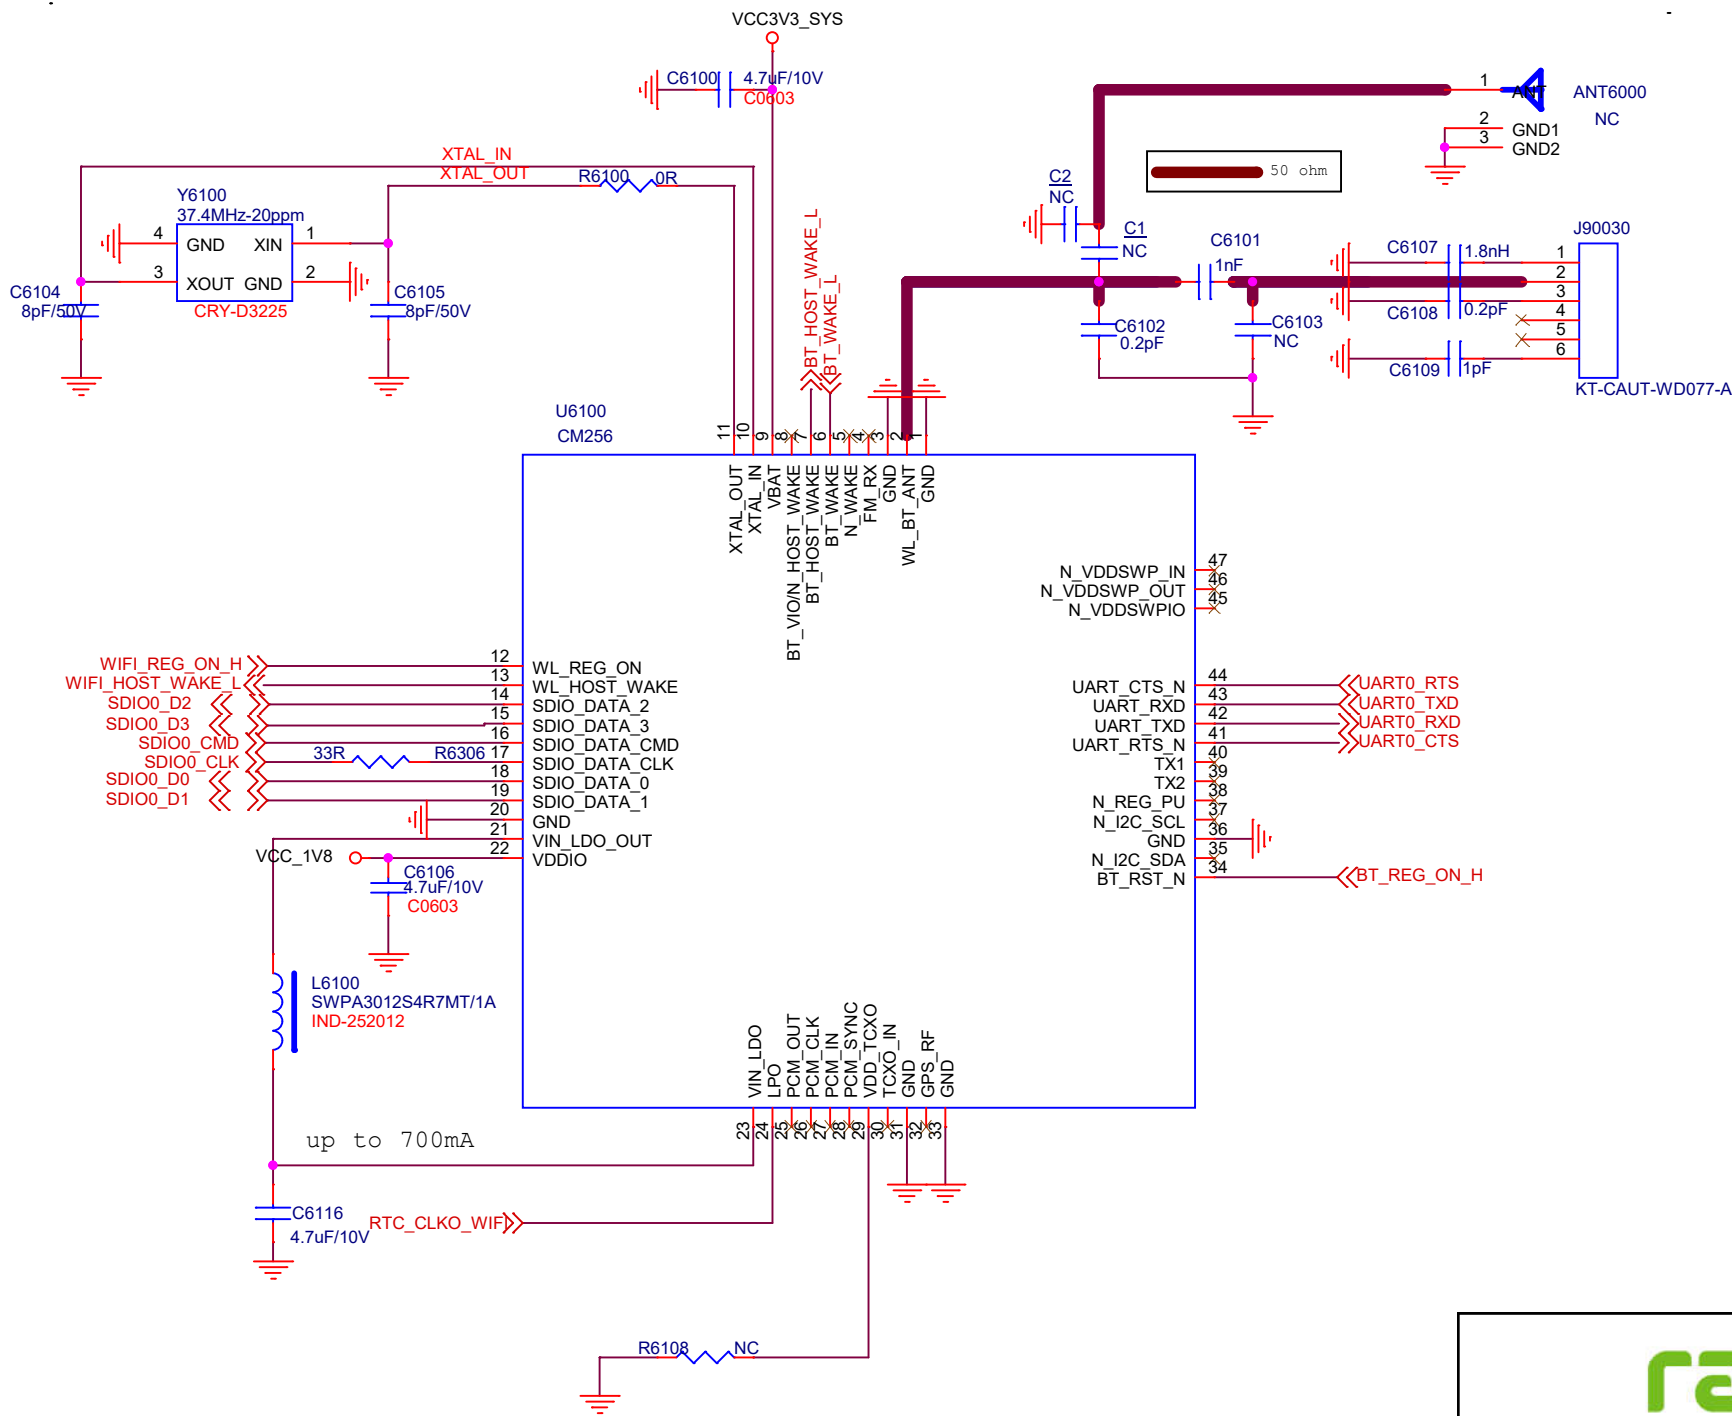 VCC3V3_SYS
C6100
4.7uF/10V
C0603
1
ANT
ANT6000
NC
2
GND1
3
GND2
50 ohm
XTAL_IN
XTAL_OUT
R6100
0R
Y6100
37.4MHz-20ppm
4
GND
XIN
1
3
XOUT
GND
2
CRY-D3225
C6104
8pF/50V
C6105
8pF/50V
C2
NC
C1
NC
C6101
1nF
C6102
0.2pF
C6103
NC
J90030
C6107
1.8nH
1
2
3
C6108
0.2pF
4
5
6
C6109
1pF
KT-CAUT-WD077-A
BT_HOST_WAKE_L
BT_WAKE_L
U6100
CM256
11
10
9
8
7
6
5
4
3
2
1
XTAL_OUT
XTAL_IN
VBAT
BT_VIO/N_HOST_WAKE
BT_HOST_WAKE
BT_WAKE
N_WAKE
FM_RX
GND
WL_BT_ANT
GND
N_VDDSWP_IN
47
N_VDDSWP_OUT
46
N_VDDSWPIO
45
WIFI_REG_ON_H
12
WL_REG_ON
WIFI_HOST_WAKE_L
13
WL_HOST_WAKE
SDIO0_D2
14
SDIO_DATA_2
SDIO0_D3
15
SDIO_DATA_3
SDIO0_CMD
16
SDIO_DATA_CMD
SDIO0_CLK
33R
R6306
17
SDIO_DATA_CLK
SDIO0_D0
18
SDIO_DATA_0
SDIO0_D1
19
SDIO_DATA_1
20
GND
21
VIN_LDO_OUT
VCC_1V8
22
VDDIO
UART_CTS_N
44
UART0_RTS
UART_RXD
43
UART0_TXD
UART_TXD
42
UART0_RXD
UART_RTS_N
41
UART0_CTS
TX1
40
TX2
39
N_REG_PU
38
N_I2C_SCL
37
GND
36
N_I2C_SDA
35
BT_RST_N
34
BT_REG_ON_H
C6106
4.7uF/10V
C0603
L6100
SWPA3012S4R7MT/1A
IND-252012
VIN_LDO
LPO
PCM_OUT
PCM_CLK
PCM_IN
PCM_SYNC
VDD_TCXO
TCXO_IN
GND
GPS_RF
GND
23
24
25
26
27
28
29
30
31
32
33
up to 700mA
C6116
4.7uF/10V
RTC_CLKO_WIFI
R6108
NC
ra